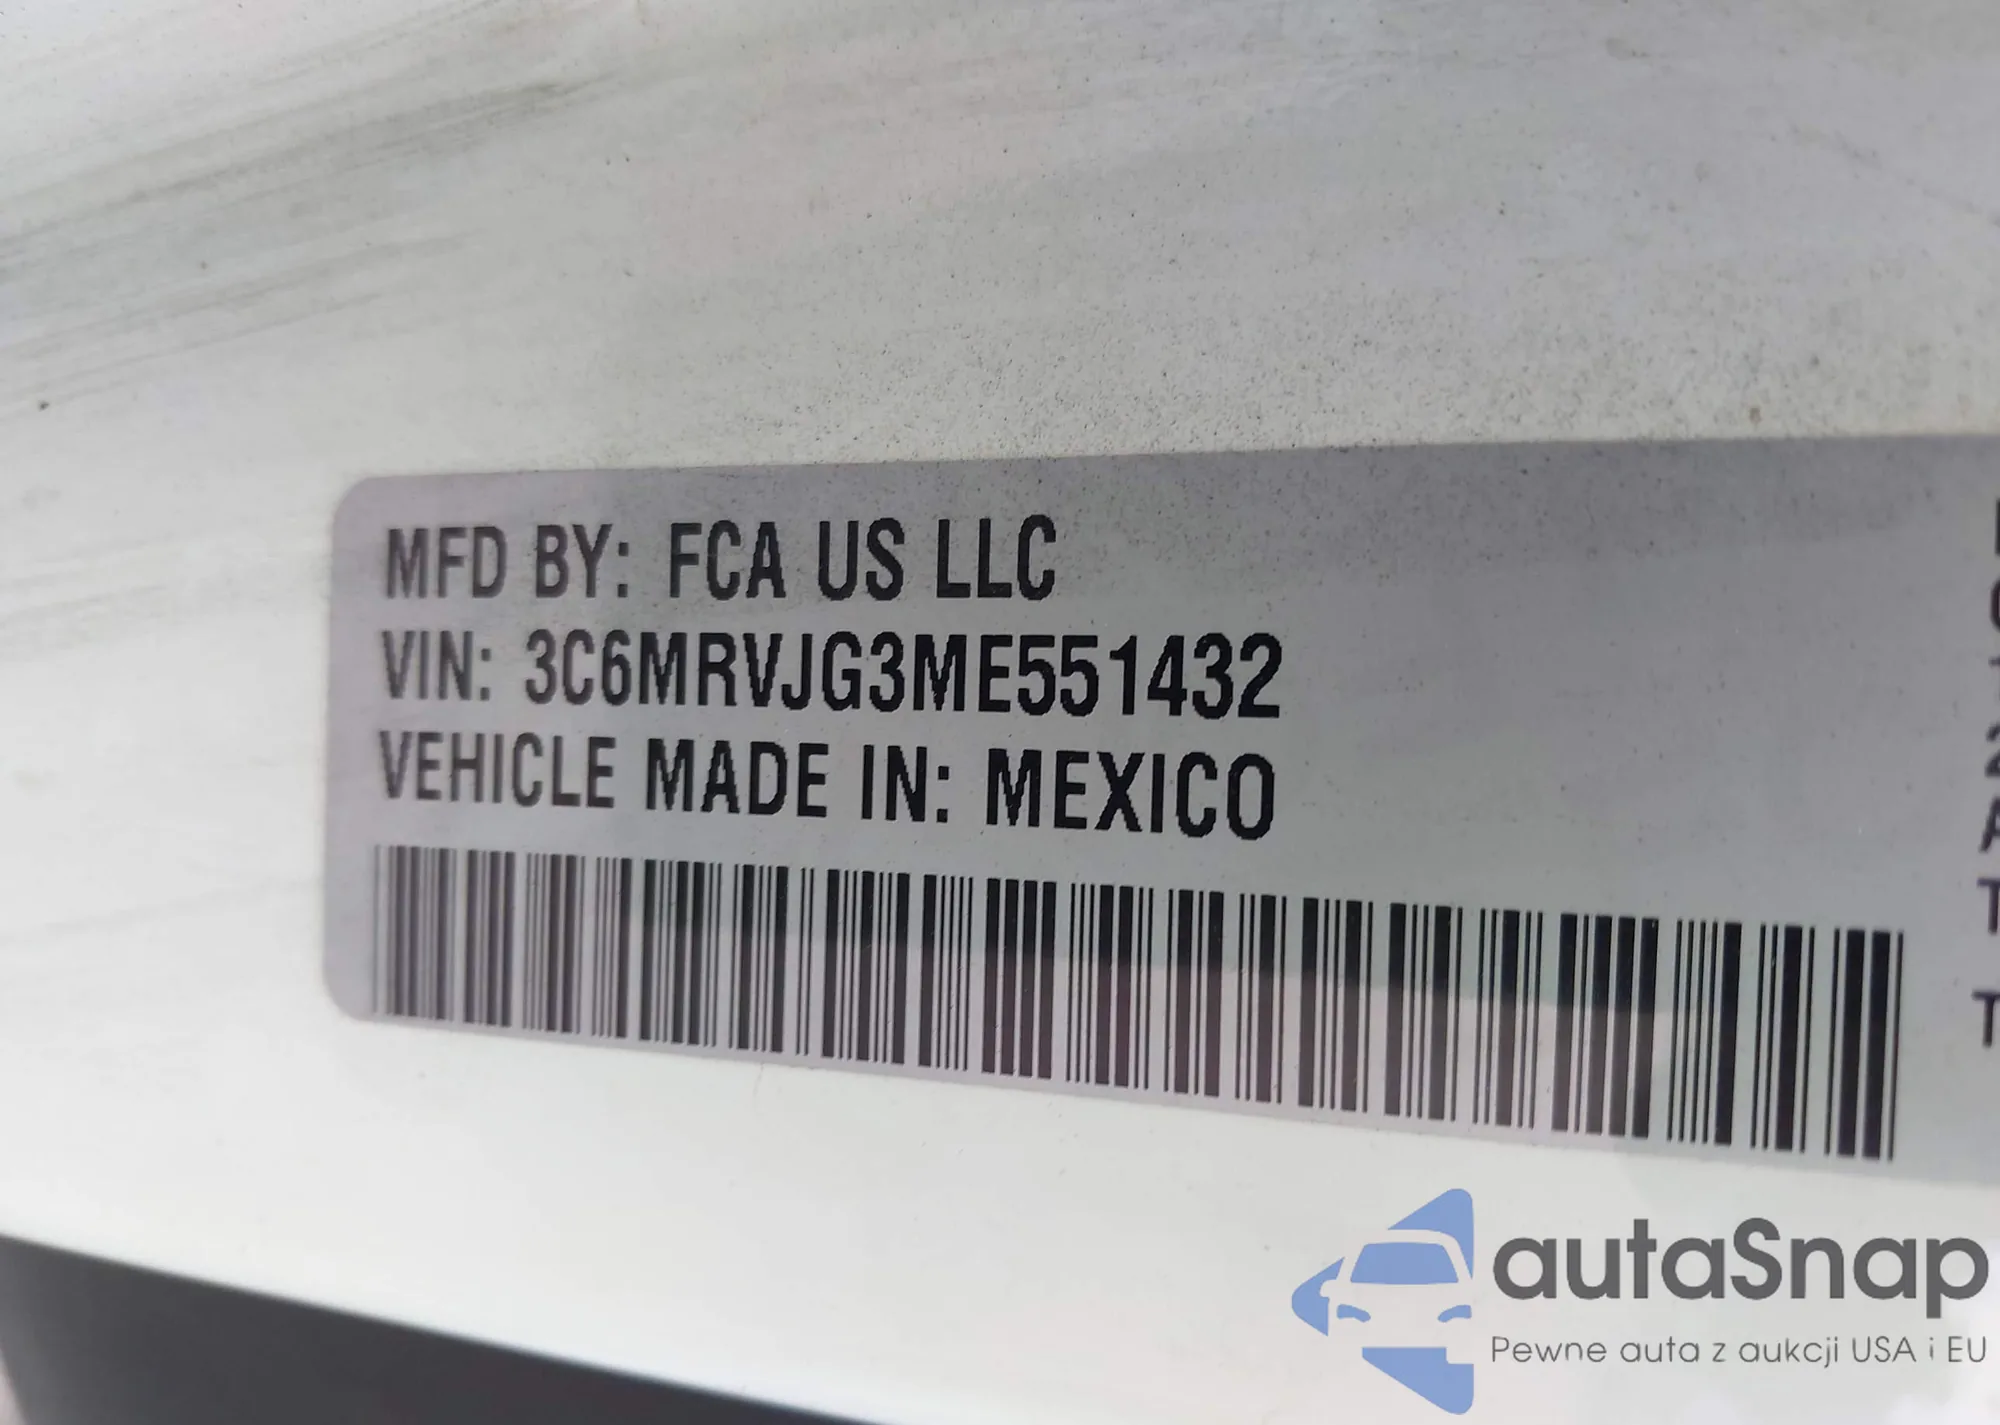 MFD BY: FCA US LLC
VIN: 3C6MRVJG3ME551432
VEHICLE MADE IN: MEXICO
autaSnap
Pewne auta z aukcji USA i EU